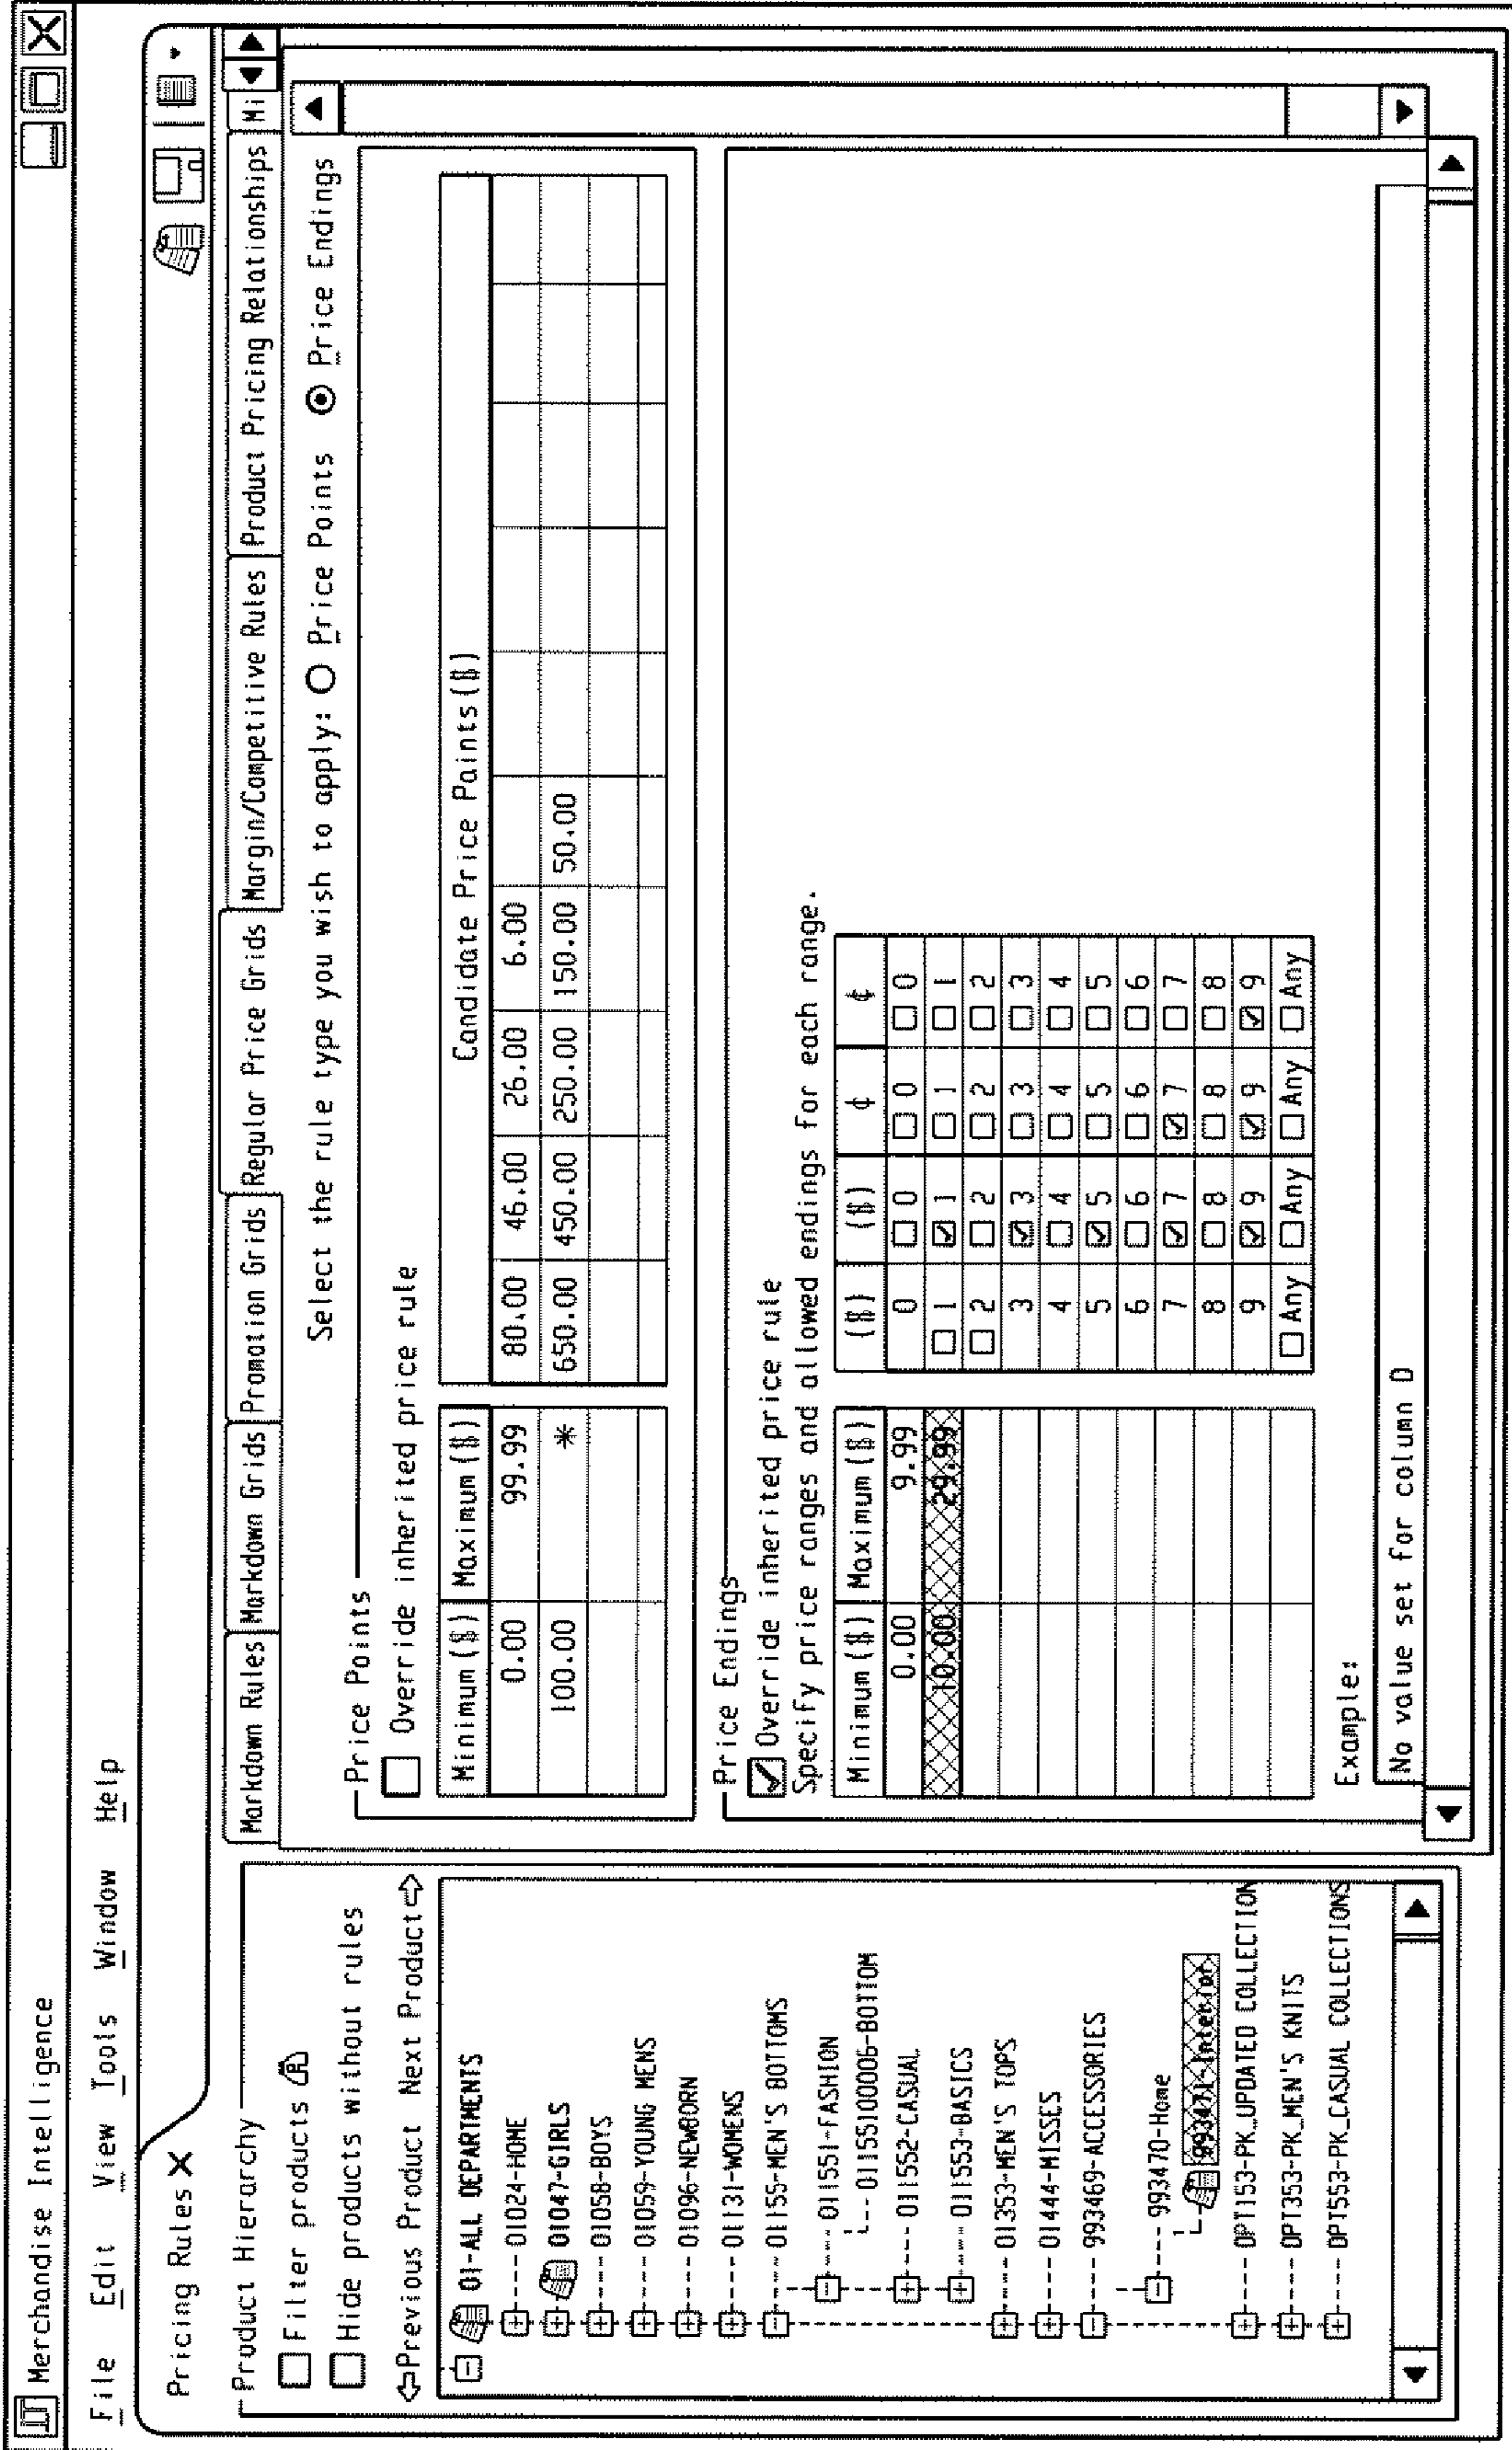 Merchandise Intelligence
File Edit View Tools Window Help
Pricing Rules
Product Hierarchy
Filter products
Hide products without rules
Previous Product Next Product
01-ALL DEPARTMENTS
01024-HOME
01047-GIRLS
01058-BOYS
01059-YOUNG MENS
01096-NEWBORN
01131-WOMENS
01155-MEN'S BOTTOMS
011551-FASHION
01155100006-BOTTOM
011552-CASUAL
011553-BASICS
01353-MEN'S TOPS
01444-MISSES
993469-ACCESSORIES
993470-Home
993471-Interior
DPT153-PK_UPDATED COLLECTION
DPT353-PK_MEN'S KNITS
DPT553-PK_CASUAL COLLECTIONS
Markdown Rules Markdown Grids Promotion Grids Regular Price Grids Margin/Competitive Rules Product Pricing Relationships Mi
Select the rule type you wish to apply: Price Points Price Endings
Price Points
Override inherited price rule
Minimum($) Maximum($) Candidate Price Paints($)
0.00 99.99 80.00 46.00 26.00 6.00
100.00 * 650.00 450.00 250.00 150.00 50.00
Price Endings
Override inherited price rule
Specify price ranges and allowed endings for each range.
Minimum($) Maximum($) ($) ($) ¢ ¢
0.00 9.99 0 0 0 0
10.00 29.99 1 1 1 1
2 2 2 2
3 3 3 3
4 4 4 4
5 5 5 5
6 6 6 6
7 7 7 7
8 8 8 8
9 9 9 9
Any Any Any Any
Example:
No value set for column 0